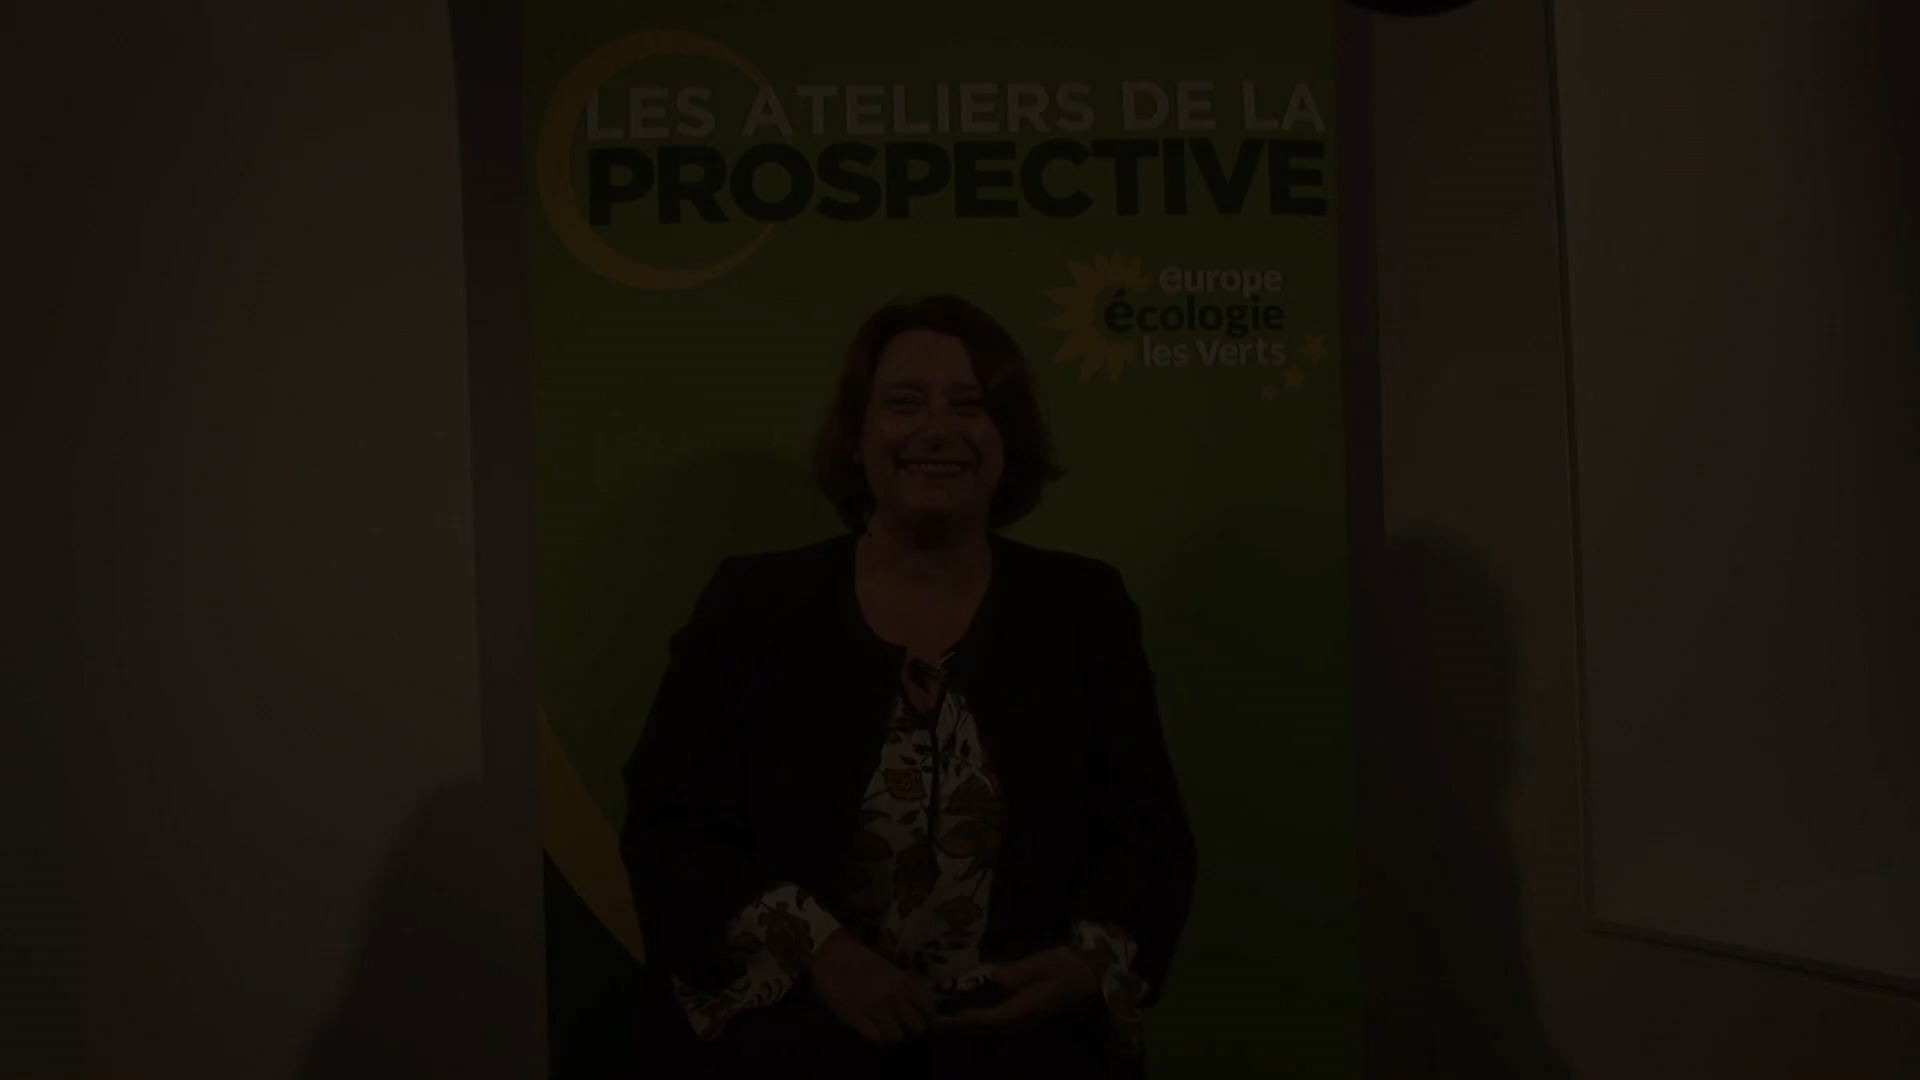 LES ATELIERS DE LA
PROSPECTIVE
europe
écologie
les Verts